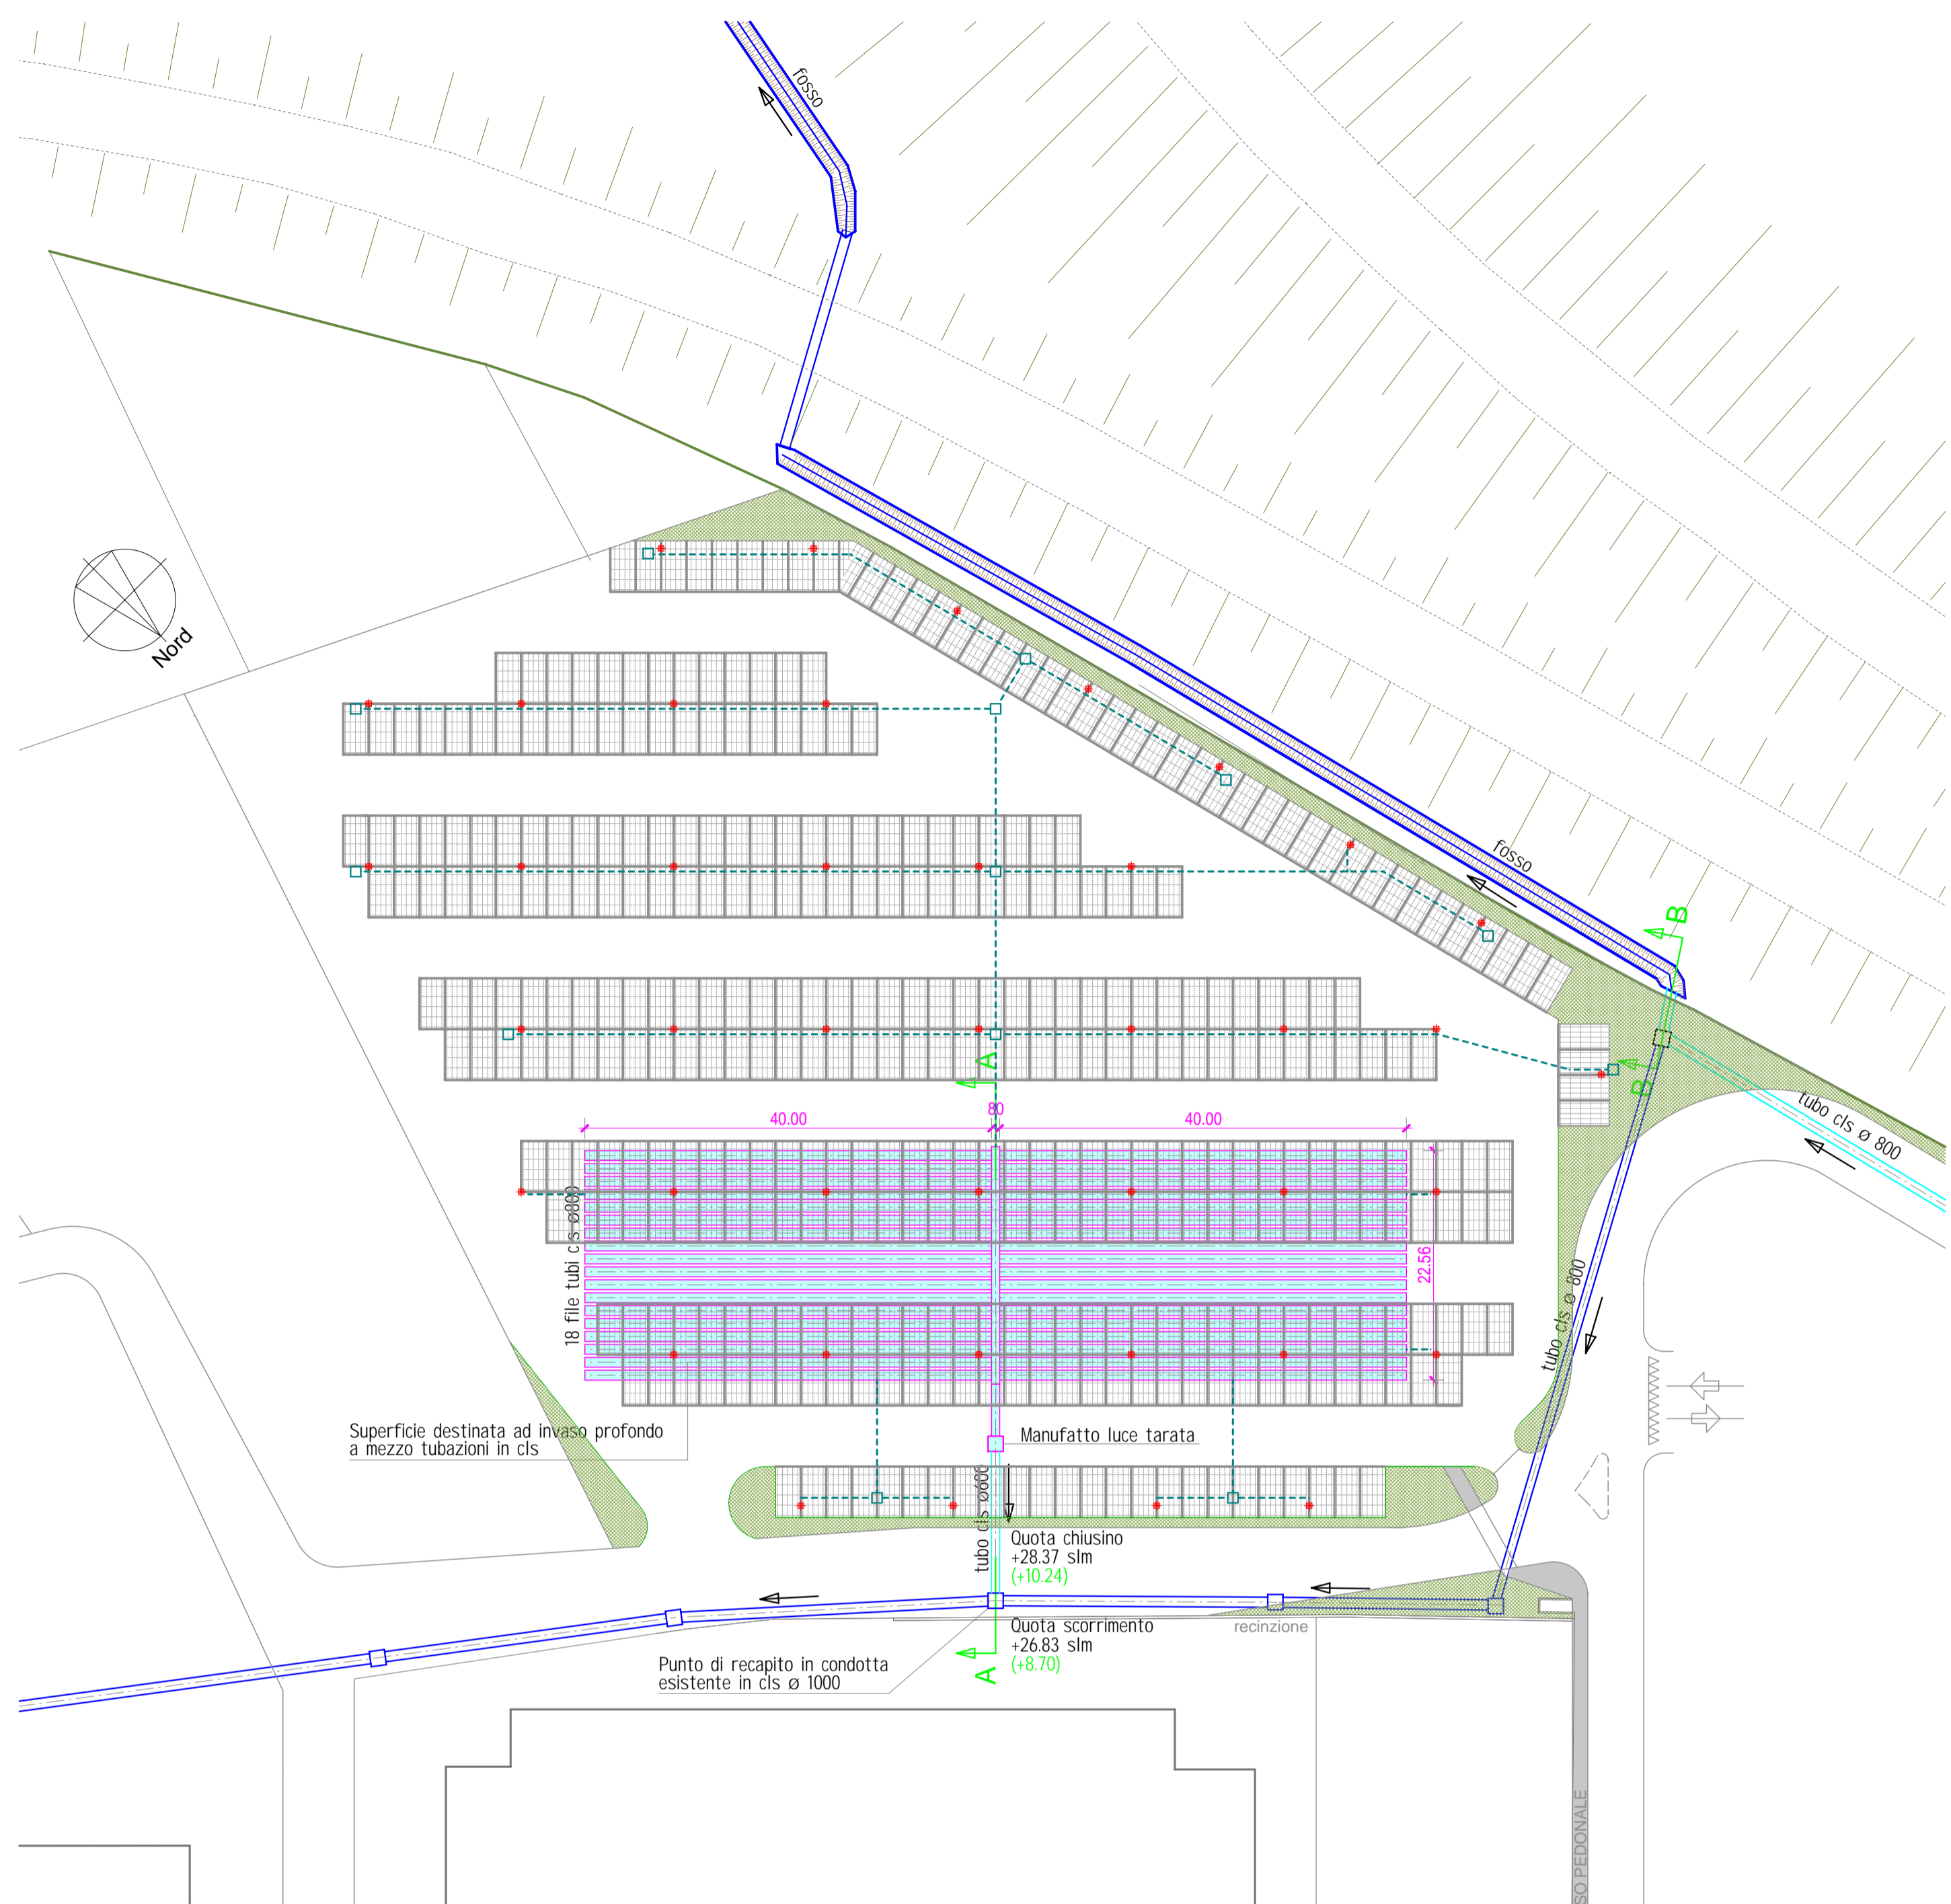 fosso
Nord
fosso
B
B
tubo cls ø 800
A
40.00
80
40.00
18 file tubi cls ø800
22.56
tubo cls ø 800
Superficie destinata ad invaso profondo
a mezzo tubazioni in cls
Manufatto luce tarata
tubo cls ø600
Quota chiusino
+28.37 slm
(+10.24)
Quota scorrimento
+26.83 slm
(+8.70)
recinzione
Punto di recapito in condotta
esistente in cls ø 1000
A
SO PEDONALE